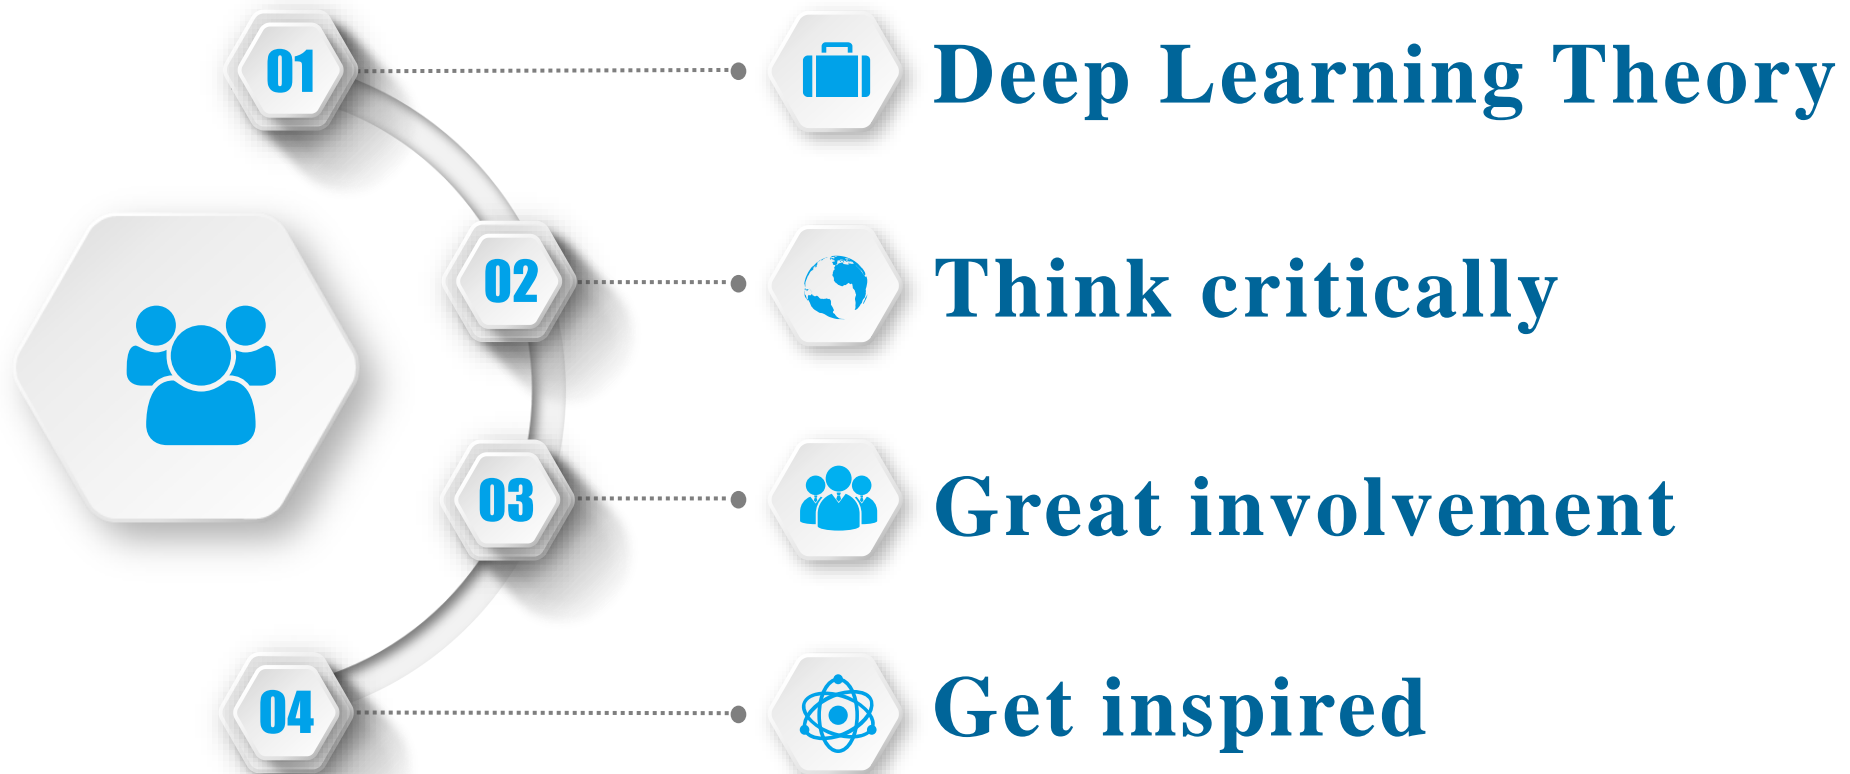 01 Deep Learning Theory
02 Think critically
03 Great involvement
04 Get inspired